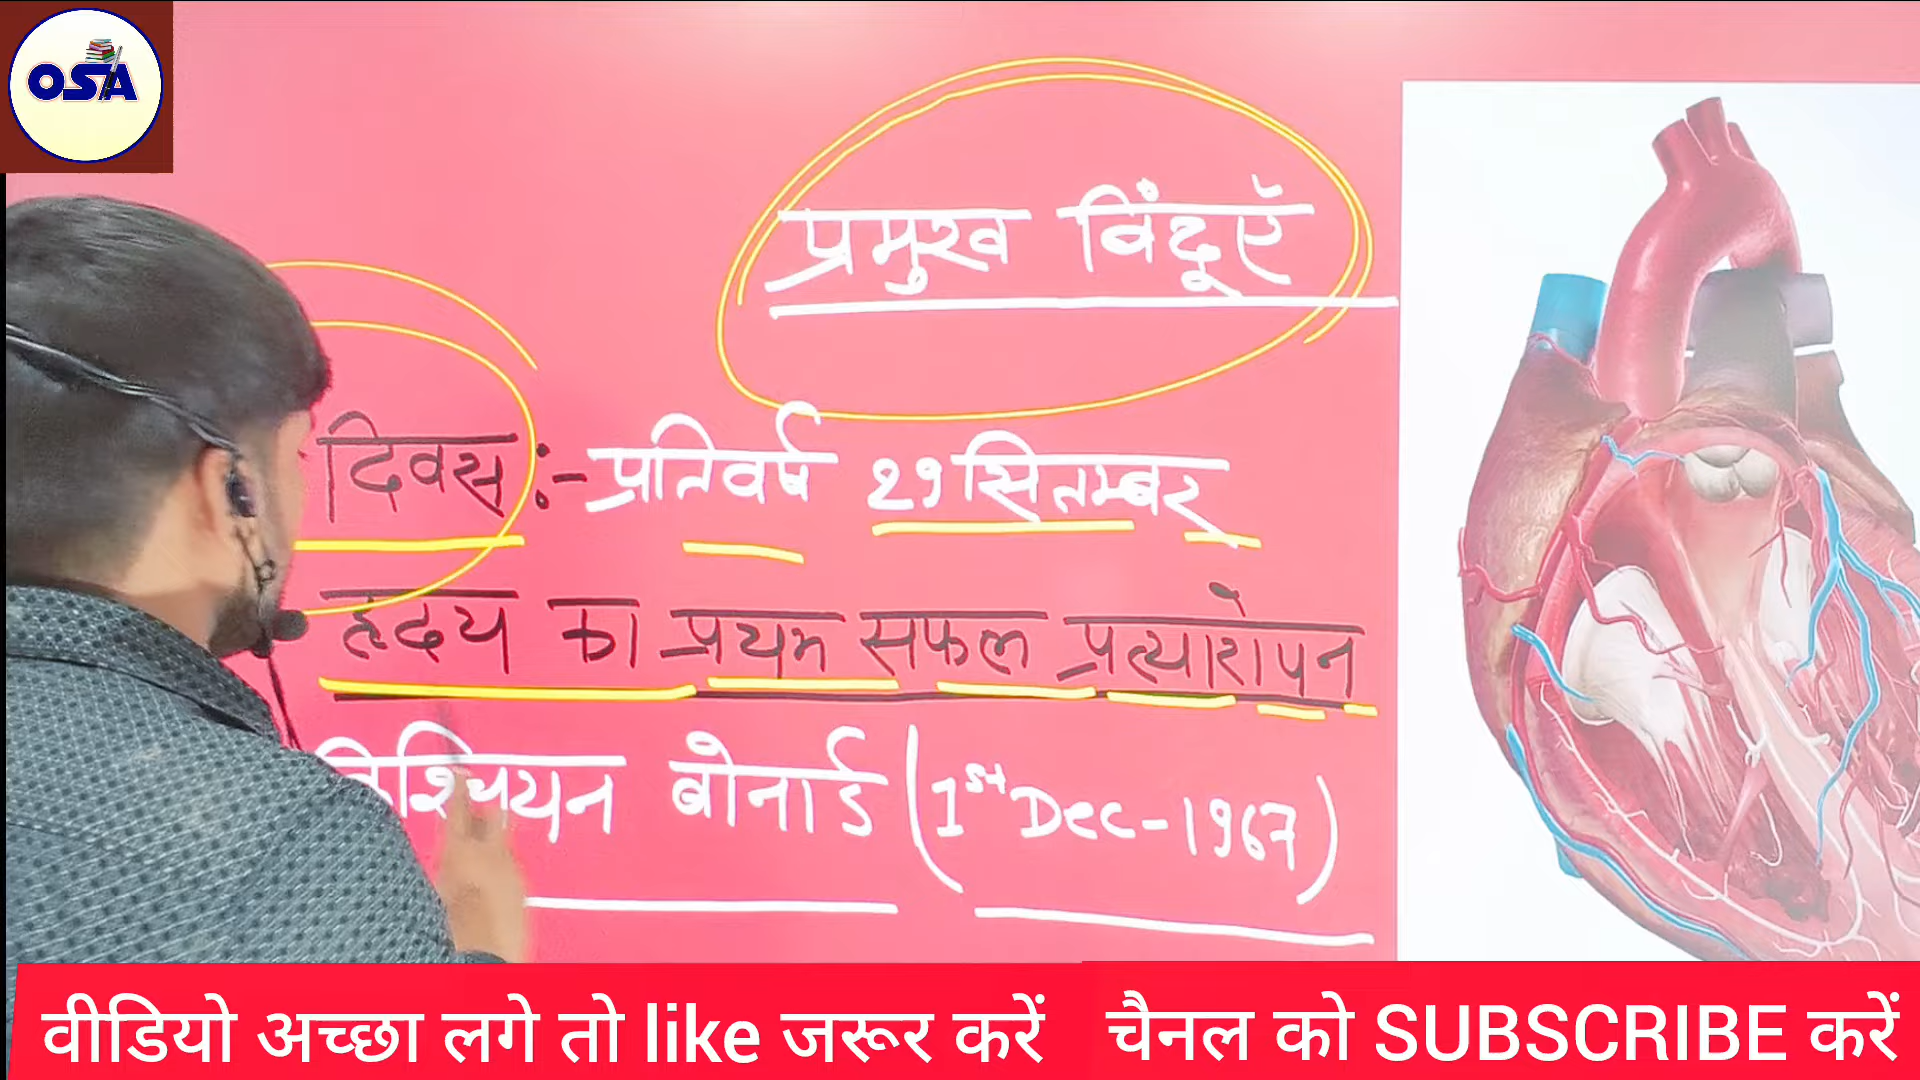 OSA
प्रमुख बिंदूएँ
दिवस :- प्रतिवर्ष 29 सितम्बर
हृदय का प्रथम सफल प्रत्यारोपन
क्रिश्चियन बोनार्ड (1st Dec-1967)
वीडियो अच्छा लगे तो like जरूर करें
चैनल को SUBSCRIBE करें